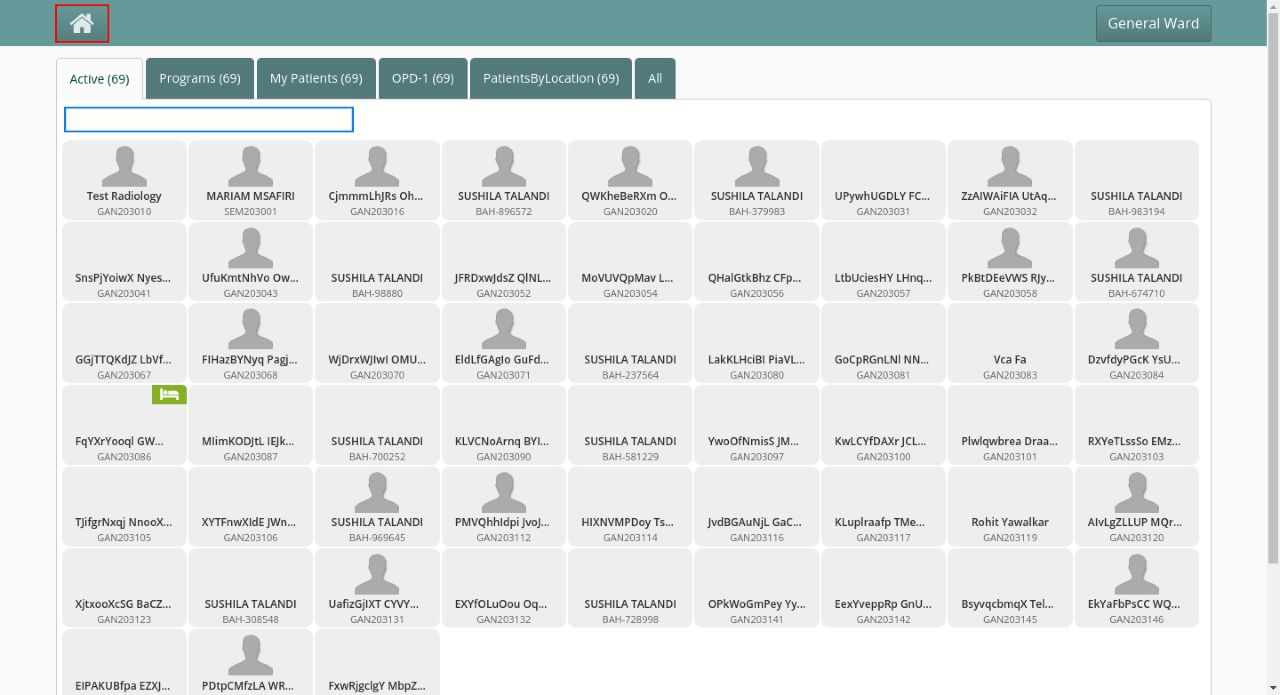 General Ward
Active (69) Programs (69) My Patients (69) OPD-1 (69) PatientsByLocation (69) All
Test Radiology MARIAM MSAFIRI CjmmmLhJRs Oh... SUSHILA TALANDI QWKheBeRXm O... SUSHILA TALANDI UPywhUGDLY FC... ZzAIWAiFIA UtAq... SUSHILA TALANDI
GAN203010 SEM203001 GAN203016 BAH-896572 GAN203020 BAH-379983 GAN203031 GAN203032 BAH-983194
SnsPjYoiwX Nyes... UfuKmtNhVo Ow... SUSHILA TALANDI JFRDxwJdsZ QlNL... MoVUVQpMav L... QHalGtkBhz CFp... LtbUciesHY LHnq... PkBtDEeVWS RJy... SUSHILA TALANDI
GAN203041 GAN203043 BAH-98880 GAN203052 GAN203054 GAN203056 GAN203057 GAN203058 BAH-674710
GGjTTQKdJZ LbVf... FIHazBYNyq Pagj... WjDrxWJIwI OMU... EldLfGAgIo GuFd... SUSHILA TALANDI LakKLHciBI PiaVL... GoCpRGnLNl NN... Vca Fa DzvfdyPGcK YsU...
GAN203067 GAN203068 GAN203070 GAN203071 BAH-237564 GAN203080 GAN203081 GAN203083 GAN203084
FqYXrYooql GW... MlimKODJtL IEJk... SUSHILA TALANDI KLVCNoArnq BYI... SUSHILA TALANDI YwoOfNmisS JM... KwLCYfDAXr JCL... Plwlqwbrea Draa... RXYeTLssSo EMz...
GAN203086 GAN203087 BAH-700252 GAN203090 BAH-581229 GAN203097 GAN203100 GAN203101 GAN203103
TJifgrNxqj NnooX... XYTFnwXIdE JWn... SUSHILA TALANDI PMVQhhIdpi JvoJ... HIXNVMPDoy Ts... JvdBGAuNjL GaC... KLuplraafp TMe... Rohit Yawalkar AIvLgZLLUP MQr...
GAN203105 GAN203106 BAH-969645 GAN203112 GAN203114 GAN203116 GAN203117 GAN203119 GAN203120
XjtxooXcSG BaCZ... SUSHILA TALANDI UafizGjIXT CYVY... EXYfOLuOou Oq... SUSHILA TALANDI OPkWoGmPey Yy... EexYveppRp GnU... BsyvqcbmqX Tel... EkYaFbPsCC WQ...
GAN203123 BAH-308548 GAN203131 GAN203132 BAH-728998 GAN203141 GAN203142 GAN203145 GAN203146
EIPAKUBfpa EZXJ... PDtpCMfzLA WR... FxwRjgclgY MbpZ...